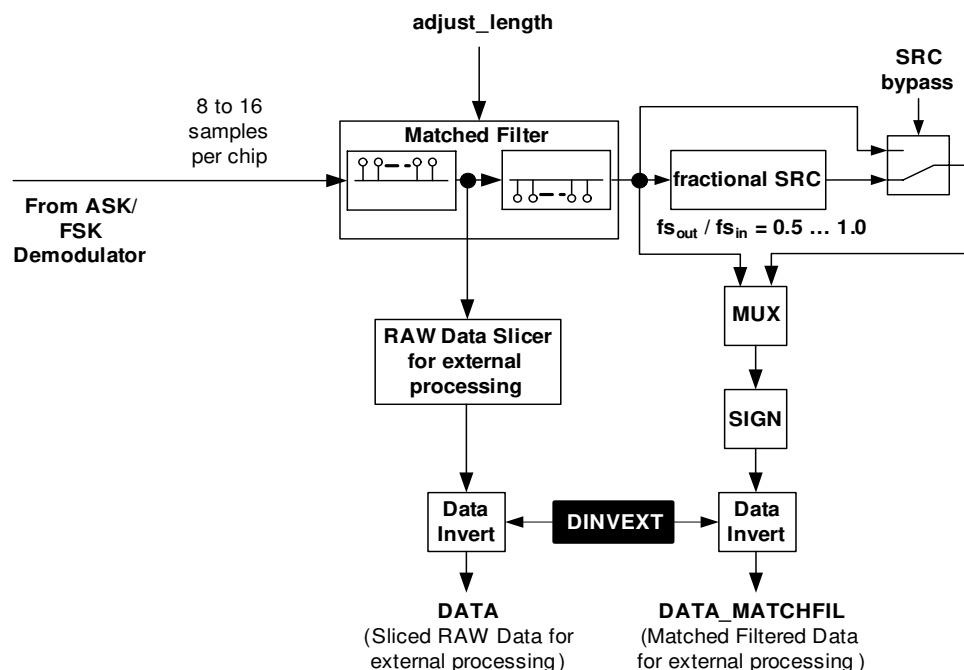 adjust_length
SRC
bypass
8 to 16
samples
per chip
Matched Filter
fractional SRC
From ASK/
FSK
Demodulator
fsout / fsin = 0.5 … 1.0
MUX
RAW Data Slicer
for external
processing
SIGN
Data
Invert
DINVEXT
Data
Invert
DATA
(Sliced RAW Data for
external processing)
DATA_MATCHFIL
(Matched Filtered Data
for external processing )